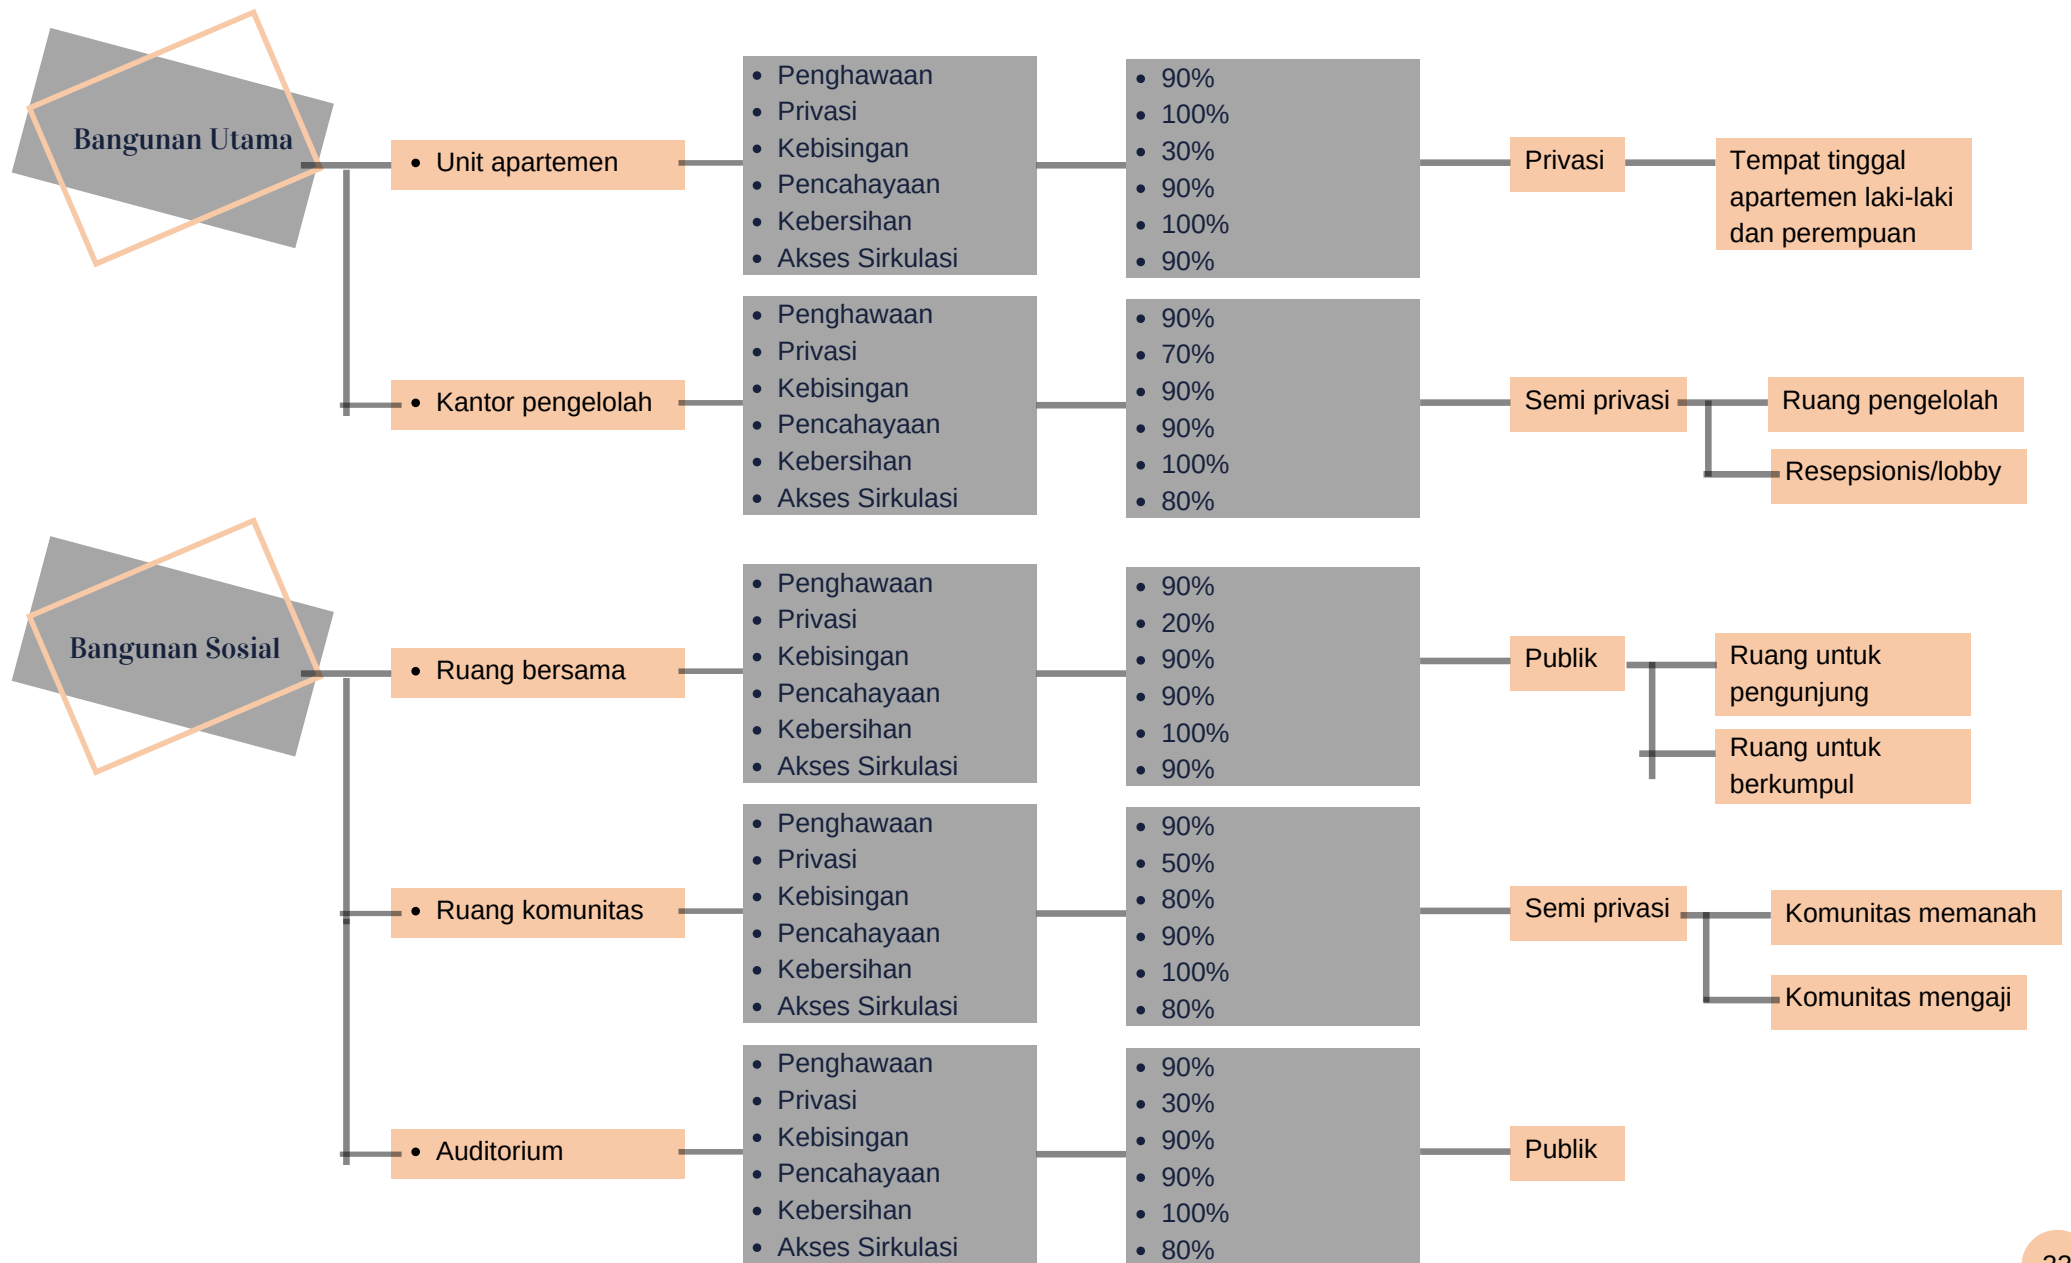 Bangunan Utama
• Unit apartemen
• Penghawaan
• Privasi
• Kebisingan
• Pencahayaan
• Kebersihan
• Akses Sirkulasi
• 90%
• 100%
• 30%
• 90%
• 100%
• 90%
Privasi
Tempat tinggal
apartemen laki-laki
dan perempuan
• Kantor pengelolah
• Penghawaan
• Privasi
• Kebisingan
• Pencahayaan
• Kebersihan
• Akses Sirkulasi
• 90%
• 70%
• 90%
• 90%
• 100%
• 80%
Semi privasi
Ruang pengelolah
Resepsionis/lobby
Bangunan Sosial
• Ruang bersama
• Penghawaan
• Privasi
• Kebisingan
• Pencahayaan
• Kebersihan
• Akses Sirkulasi
• 90%
• 20%
• 90%
• 90%
• 100%
• 90%
Publik
Ruang untuk
pengunjung
Ruang untuk
berkumpul
• Ruang komunitas
• Penghawaan
• Privasi
• Kebisingan
• Pencahayaan
• Kebersihan
• Akses Sirkulasi
• 90%
• 50%
• 80%
• 90%
• 100%
• 80%
Semi privasi
Komunitas memanah
Komunitas mengaji
• Auditorium
• Penghawaan
• Privasi
• Kebisingan
• Pencahayaan
• Kebersihan
• Akses Sirkulasi
• 90%
• 30%
• 90%
• 90%
• 100%
• 80%
Publik